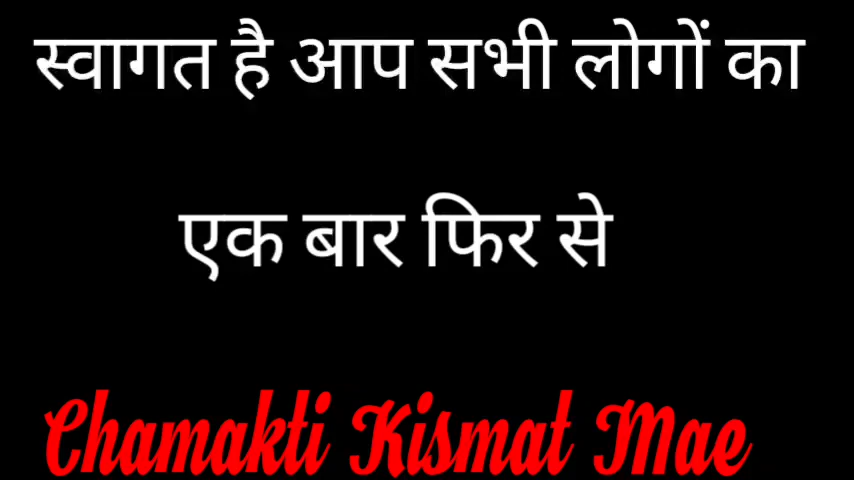 स्वागत है आप सभी लोगों का
एक बार फिर से
Chamakti Kismat Mae